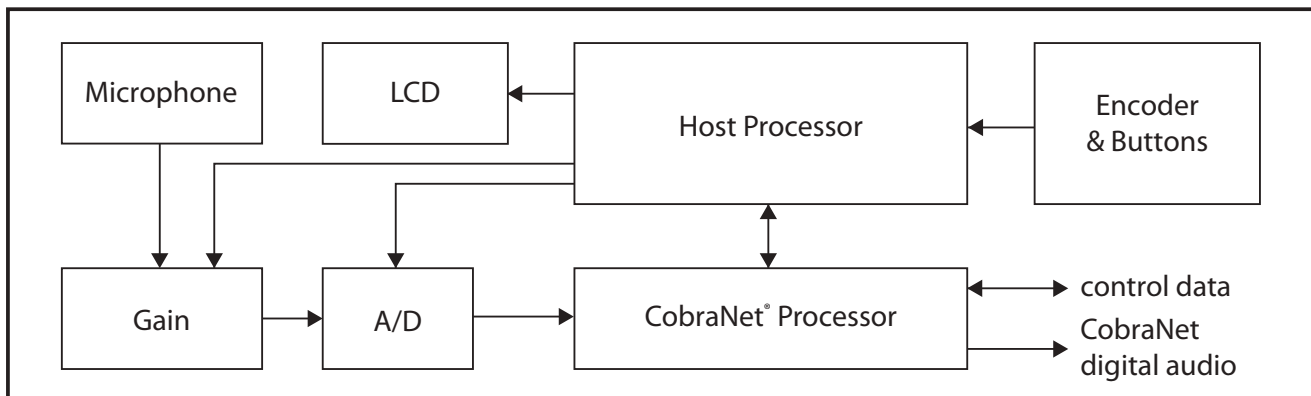 Microphone
LCD
Host Processor
Encoder
& Buttons
Gain
A/D
CobraNet® Processor
control data
CobraNet
digital audio